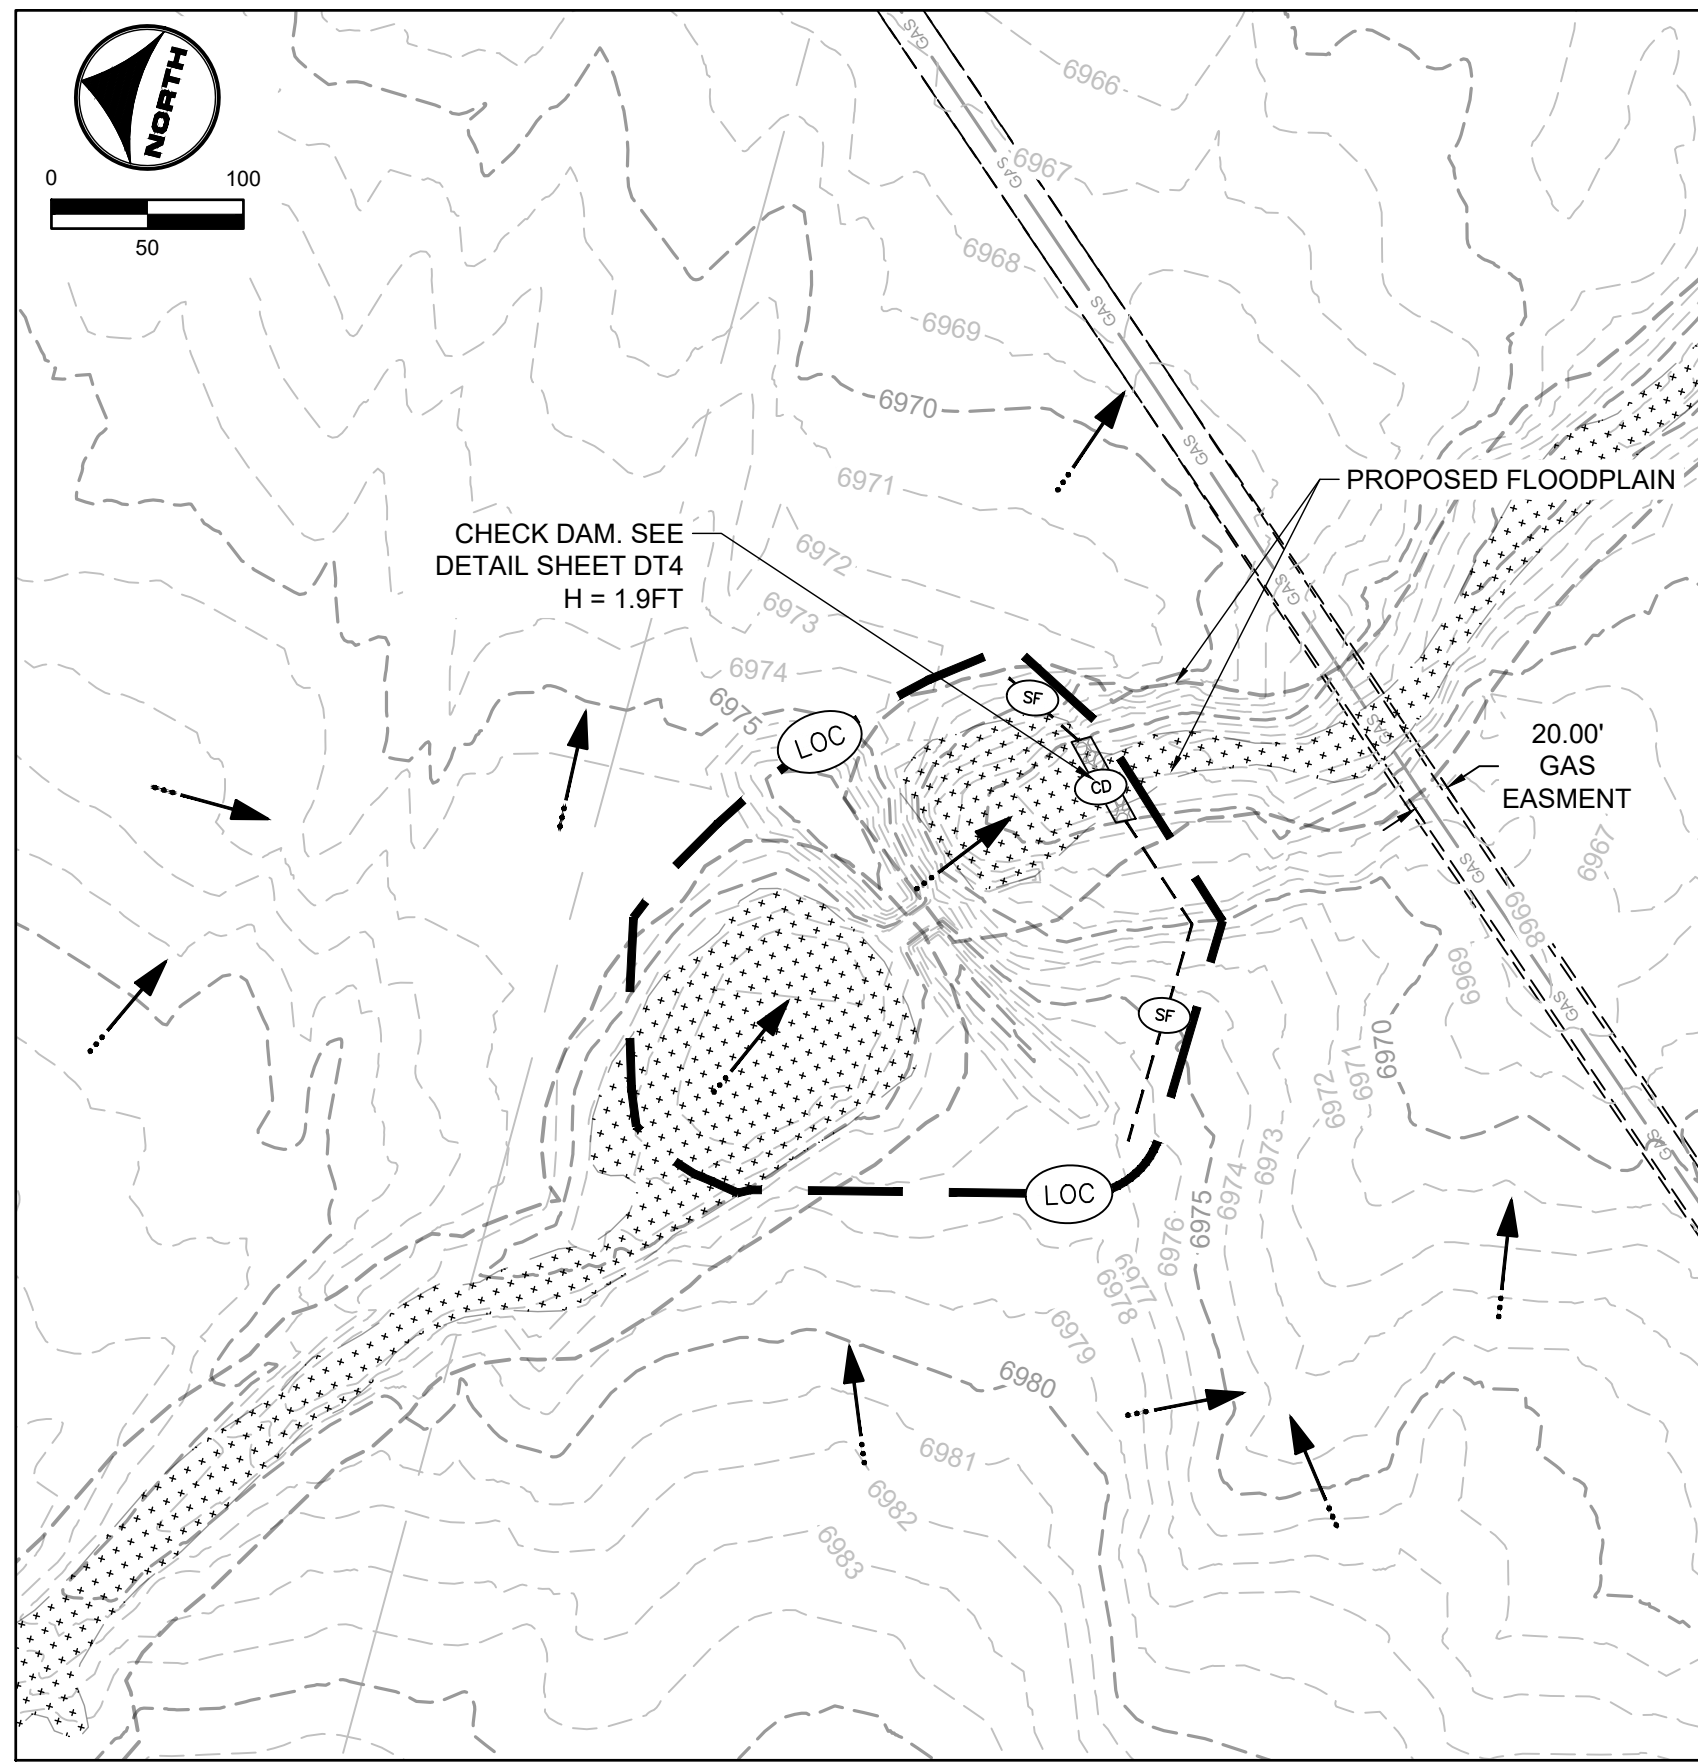 NORTH
0 100
50
GAS
6966
6967
GAS
6968
GAS
6969
6970
GAS
6971
PROPOSED FLOODPLAIN
CHECK DAM. SEE
DETAIL SHEET DT4
H = 1.9FT
6972
GAS
6973
6974
6975
SF
LOC
GAS
20.00'
GAS
EASMENT
CD
6967
GAS
6968
6969
GAS
SF
6970
6971
6972
GAS
6973
6974
6975
LOC
6976
6977
6978
6979
6980
6981
6982
6983